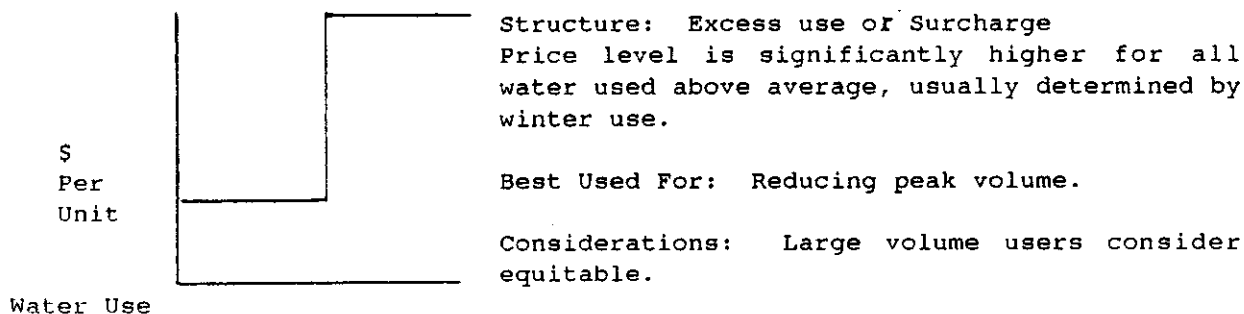 Structure: Excess use or Surcharge
Price level is significantly higher for all
water used above average, usually determined by
winter use.
$
Per
Unit
Best Used For: Reducing peak volume.
Considerations: Large volume users consider
equitable.
Water Use